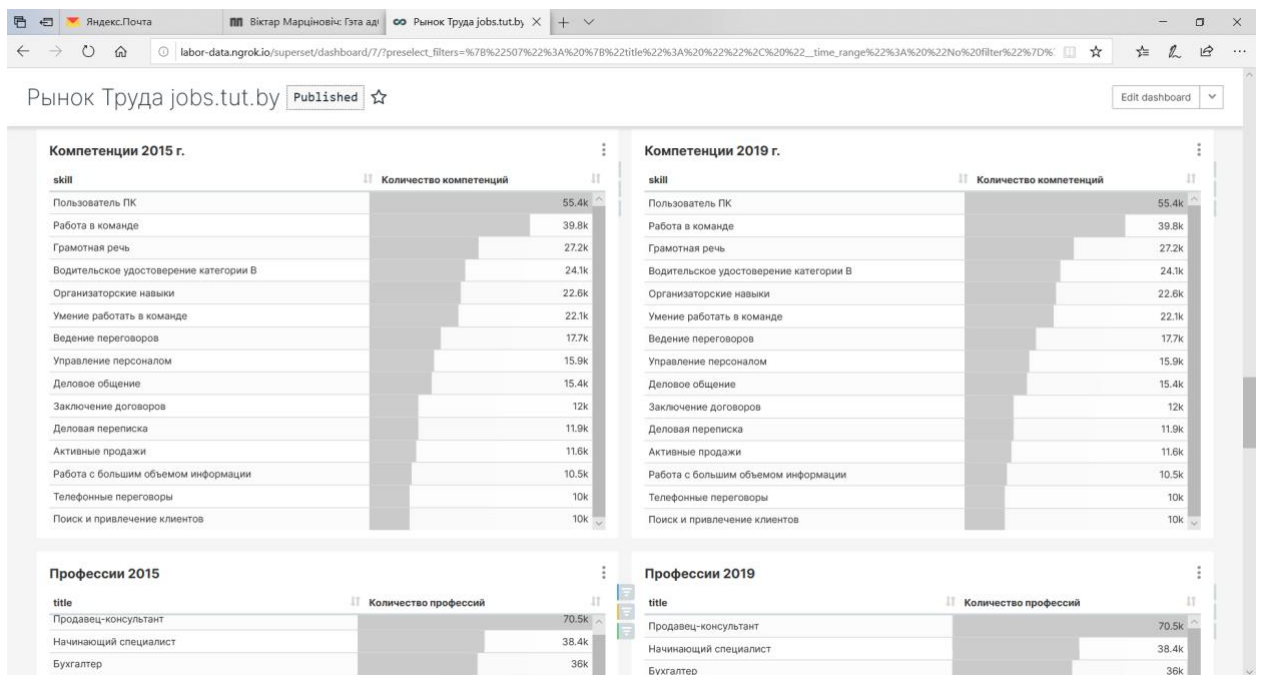 Яндекс.Почта
Віктар Марціновіч: Гэта ад
Рынок Труда jobs.tut.by
labor-data.ngrok.io/superset/dashboard/7/?preselect_filters=%7B%22507%22%3A%20%7B%22title%22%3A%20%22%22%2C%20%22__time_range%22%3A%20%22No%20filter%22%7D%
Рынок Труда jobs.tut.by Published
Edit dashboard
Компетенции 2015 г.
skill Количество компетенций
Пользователь ПК 55.4k
Работа в команде 39.8k
Грамотная речь 27.2k
Водительское удостоверение категории B 24.1k
Организаторские навыки 22.6k
Умение работать в команде 22.1k
Ведение переговоров 17.7k
Управление персоналом 15.9k
Деловое общение 15.4k
Заключение договоров 12k
Деловая переписка 11.9k
Активные продажи 11.6k
Работа с большим объемом информации 10.5k
Телефонные переговоры 10k
Поиск и привлечение клиентов 10k
Компетенции 2019 г.
skill Количество компетенций
Пользователь ПК 55.4k
Работа в команде 39.8k
Грамотная речь 27.2k
Водительское удостоверение категории B 24.1k
Организаторские навыки 22.6k
Умение работать в команде 22.1k
Ведение переговоров 17.7k
Управление персоналом 15.9k
Деловое общение 15.4k
Заключение договоров 12k
Деловая переписка 11.9k
Активные продажи 11.6k
Работа с большим объемом информации 10.5k
Телефонные переговоры 10k
Поиск и привлечение клиентов 10k
Профессии 2015
title Количество профессий
Продавец-консультант 70.5k
Начинающий специалист 38.4k
Бухгалтер 36k
Профессии 2019
title Количество профессий
Продавец-консультант 70.5k
Начинающий специалист 38.4k
Бухгалтер 36k